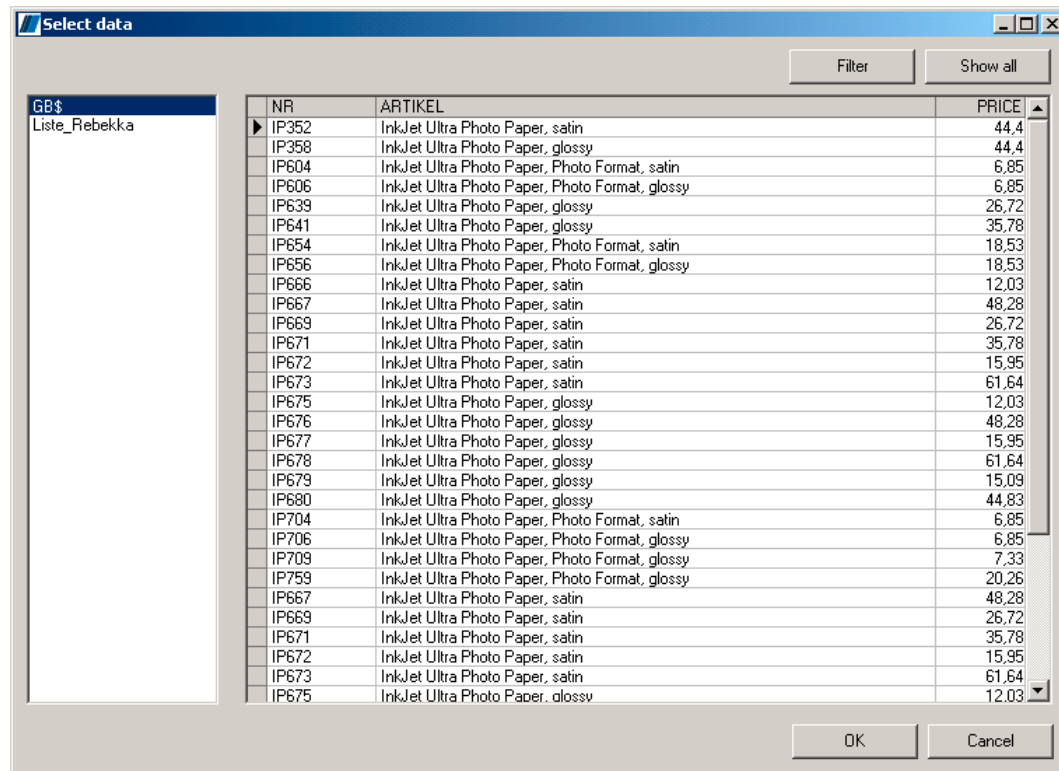 Select data
Filter Show all
GB$
Liste_Rebekka
NR ARTIKEL PRICE
IP352 InkJet Ultra Photo Paper, satin 44,4
IP358 InkJet Ultra Photo Paper, glossy 44,4
IP604 InkJet Ultra Photo Paper, Photo Format, satin 6,85
IP606 InkJet Ultra Photo Paper, Photo Format, glossy 6,85
IP639 InkJet Ultra Photo Paper, glossy 26,72
IP641 InkJet Ultra Photo Paper, glossy 35,78
IP654 InkJet Ultra Photo Paper, Photo Format, satin 18,53
IP656 InkJet Ultra Photo Paper, Photo Format, glossy 18,53
IP666 InkJet Ultra Photo Paper, satin 12,03
IP667 InkJet Ultra Photo Paper, satin 48,28
IP669 InkJet Ultra Photo Paper, satin 26,72
IP671 InkJet Ultra Photo Paper, satin 35,78
IP672 InkJet Ultra Photo Paper, satin 15,95
IP673 InkJet Ultra Photo Paper, satin 61,64
IP675 InkJet Ultra Photo Paper, glossy 12,03
IP676 InkJet Ultra Photo Paper, glossy 48,28
IP677 InkJet Ultra Photo Paper, glossy 15,95
IP678 InkJet Ultra Photo Paper, glossy 61,64
IP679 InkJet Ultra Photo Paper, glossy 15,09
IP680 InkJet Ultra Photo Paper, glossy 44,83
IP704 InkJet Ultra Photo Paper, Photo Format, satin 6,85
IP706 InkJet Ultra Photo Paper, Photo Format, glossy 6,85
IP709 InkJet Ultra Photo Paper, Photo Format, glossy 7,33
IP759 InkJet Ultra Photo Paper, Photo Format, glossy 20,26
IP667 InkJet Ultra Photo Paper, satin 48,28
IP669 InkJet Ultra Photo Paper, satin 26,72
IP671 InkJet Ultra Photo Paper, satin 35,78
IP672 InkJet Ultra Photo Paper, satin 15,95
IP673 InkJet Ultra Photo Paper, satin 61,64
IP675 InkJet Ultra Photo Paper, glossy 12,03
OK Cancel